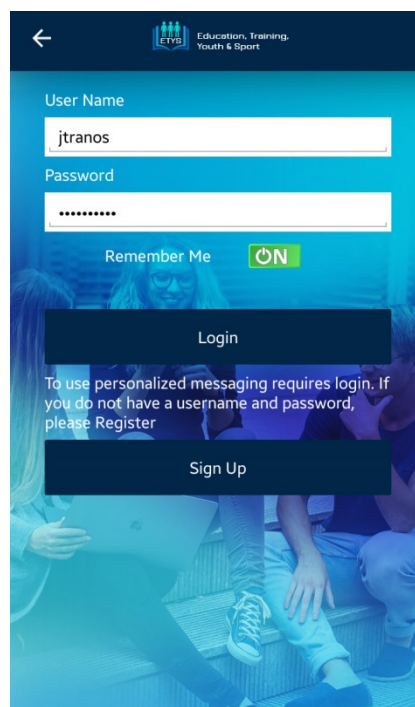 ETYS
Education, Training,
Youth & Sport
User Name
jtranos
Password
••••••••••
Remember Me
ON
Login
To use personalized messaging requires login. If
you do not have a username and password,
please Register
Sign Up